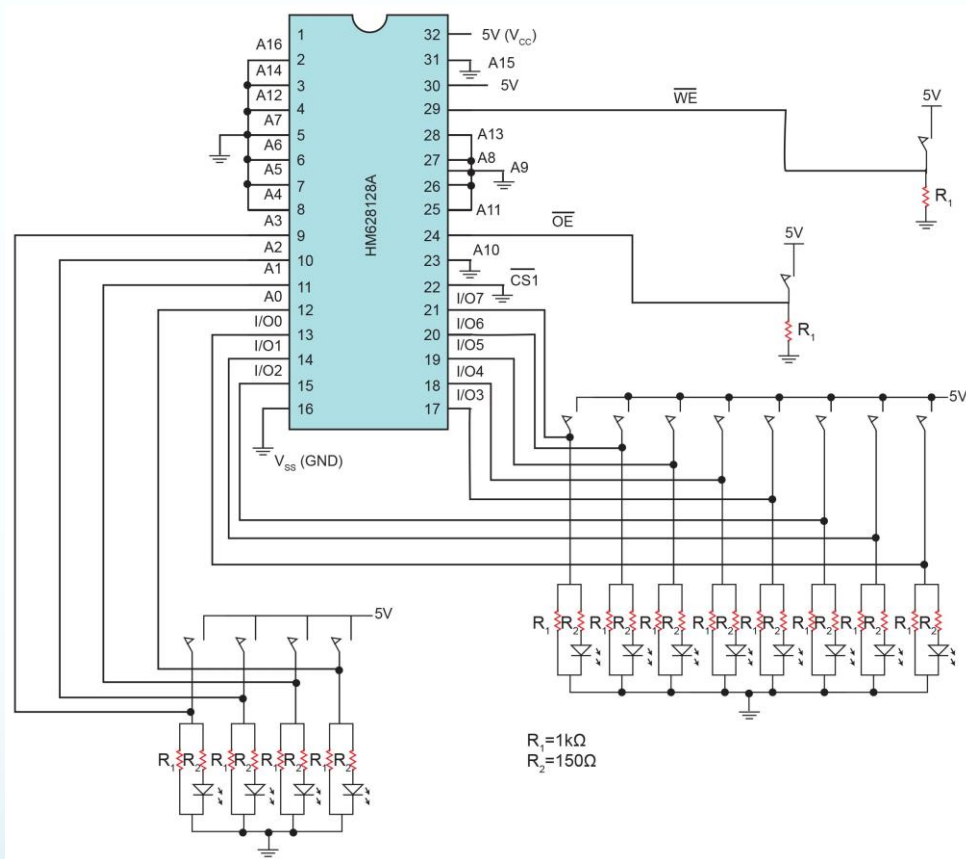 1 32 5V (V_CC)
A16
2 31 A15
A14
3 30 5V
A12
4 29 W̅E̅ 5V
A7
5 28 A13
A6
6 27 A8
A5 A9
7 26
A4
8 25 A11 R₁
A3
9 24 O̅E̅ 5V
A2
10 23 A10
A1
11 22 C̅S̅1̅
A0 I/O7
12 21
I/O0 I/O6
13 20 R₁
I/O1 I/O5
14 19
I/O2 I/O4
15 18
I/O3
16 17 5V
HM628128A
V_SS (GND)
5V
R₁ R₂ R₁ R₂ R₁ R₂ R₁ R₂ R₁ R₂ R₁ R₂ R₁ R₂ R₁ R₂
R₁ R₂ R₁ R₂ R₁ R₂ R₁ R₂
R₁=1kΩ
R₂=150Ω